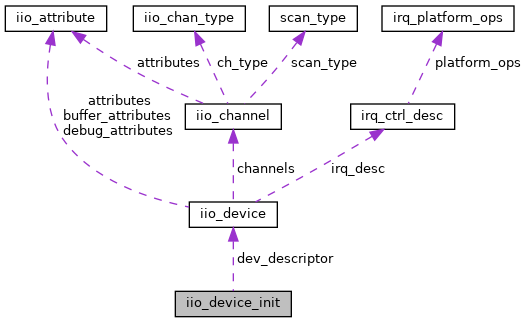 iio_attribute
iio_chan_type
scan_type
irq_platform_ops
attributes
ch_type
scan_type
platform_ops
attributes
buffer_attributes
debug_attributes
iio_channel
irq_ctrl_desc
channels
irq_desc
iio_device
dev_descriptor
iio_device_init